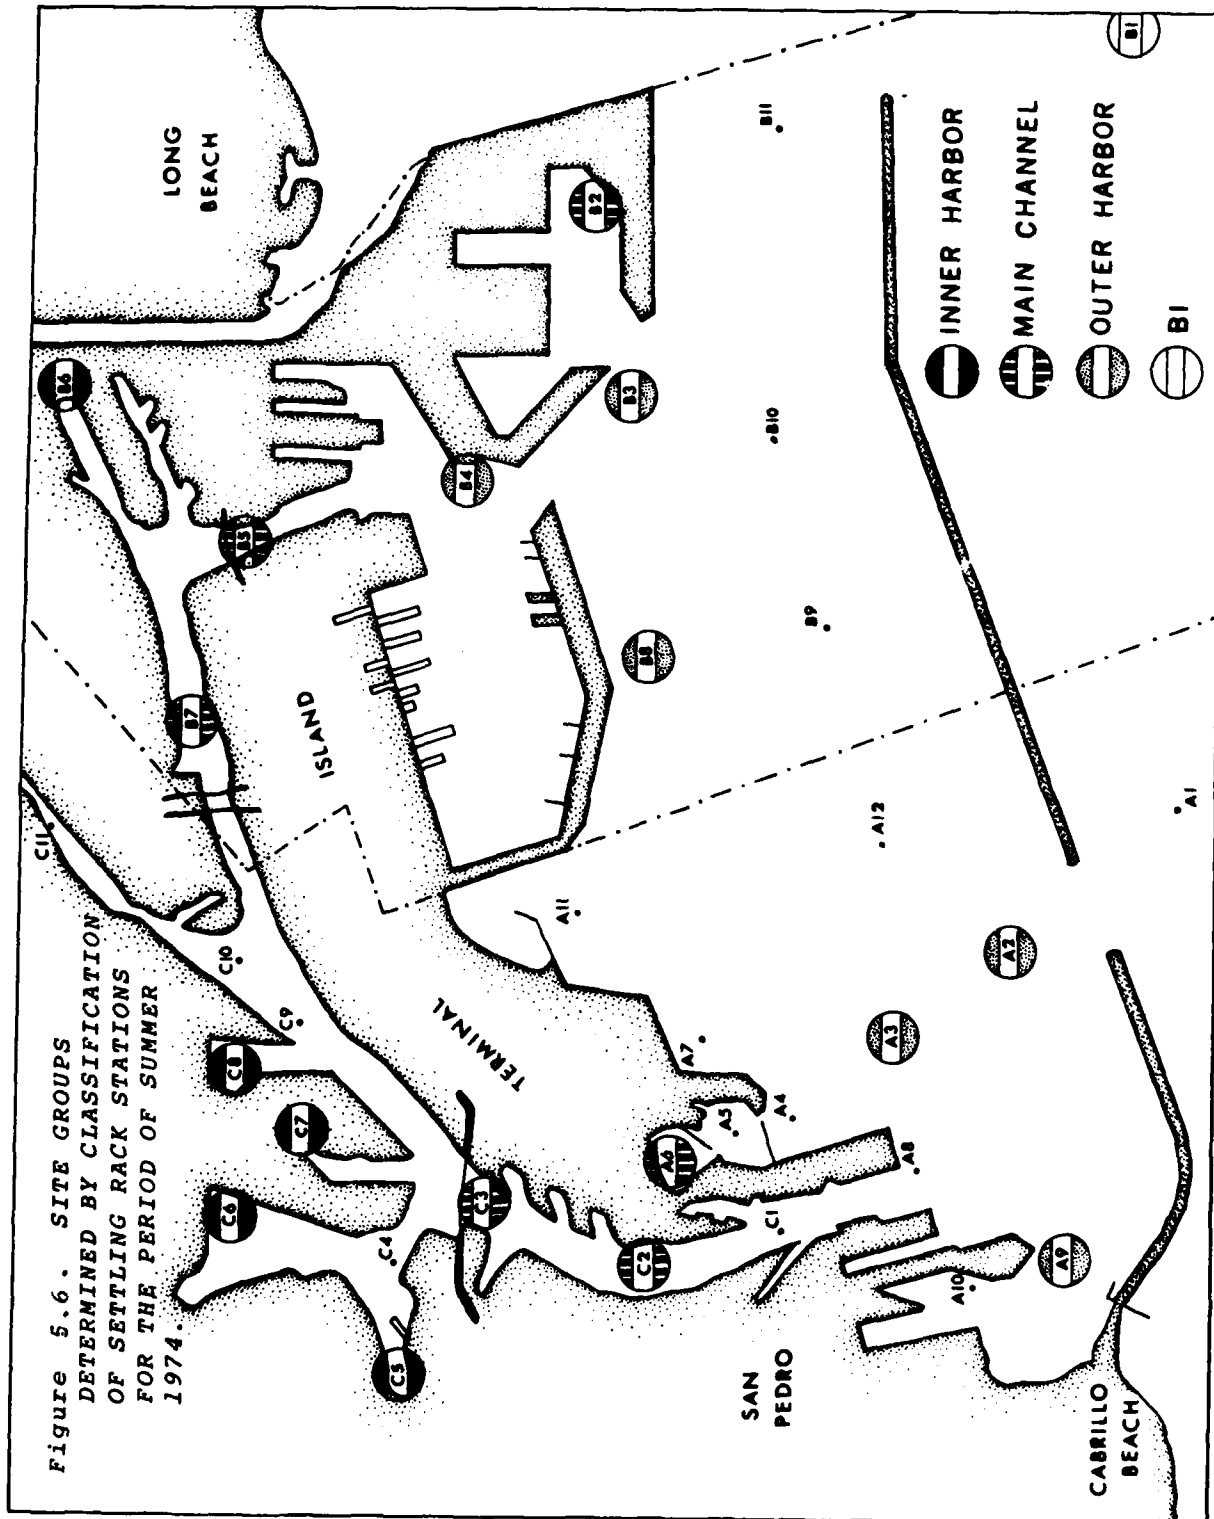 Figure 5.6. SITE GROUPS
DETERMINED BY CLASSIFICATION
OF SETTLING RACK STATIONS
FOR THE PERIOD OF SUMMER
1974.
LONG
BEACH
TERMINAL
ISLAND
SAN
PEDRO
CABRILLO
BEACH
C11
C10
C9
C8
C7
C6
C5
C4
C3
C2
C1
B7
B6
B5
B4
B3
B2
B8
B9
B10
B11
B1
A11
A12
A1
A2
A3
A7
A5
A4
A6
A8
A10
A9
INNER HARBOR
MAIN CHANNEL
OUTER HARBOR
B1